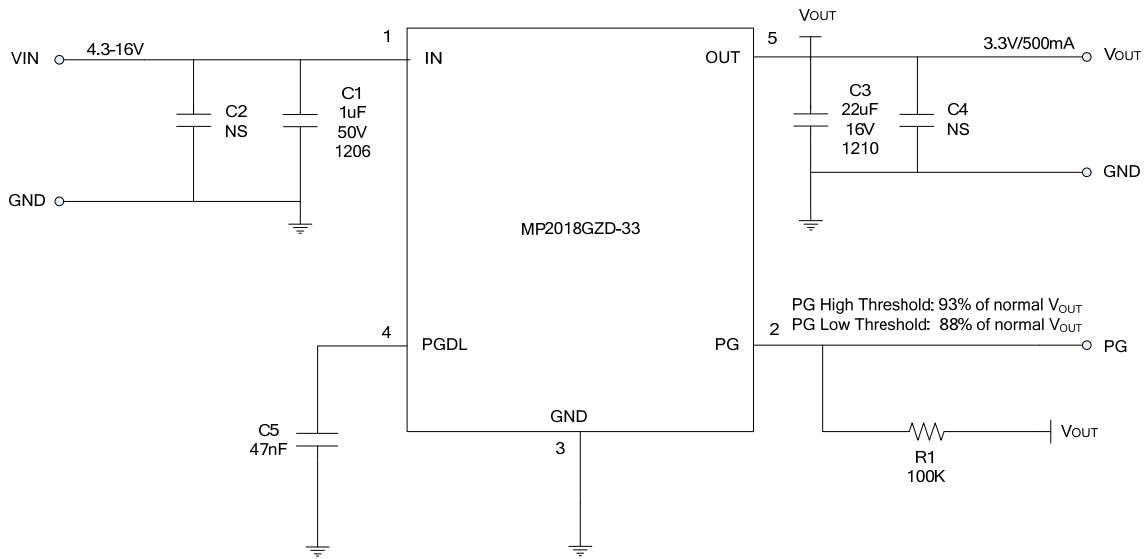 VOUT
VIN
4.3-16V
1
IN
OUT
5
3.3V/500mA
VOUT
C2
NS
C1
1uF
50V
1206
C3
22uF
16V
1210
C4
NS
GND
GND
MP2018GZD-33
PG High Threshold: 93% of normal VOUT
PG Low Threshold: 88% of normal VOUT
4
PGDL
PG
2
PG
C5
47nF
GND
3
R1
100K
VOUT